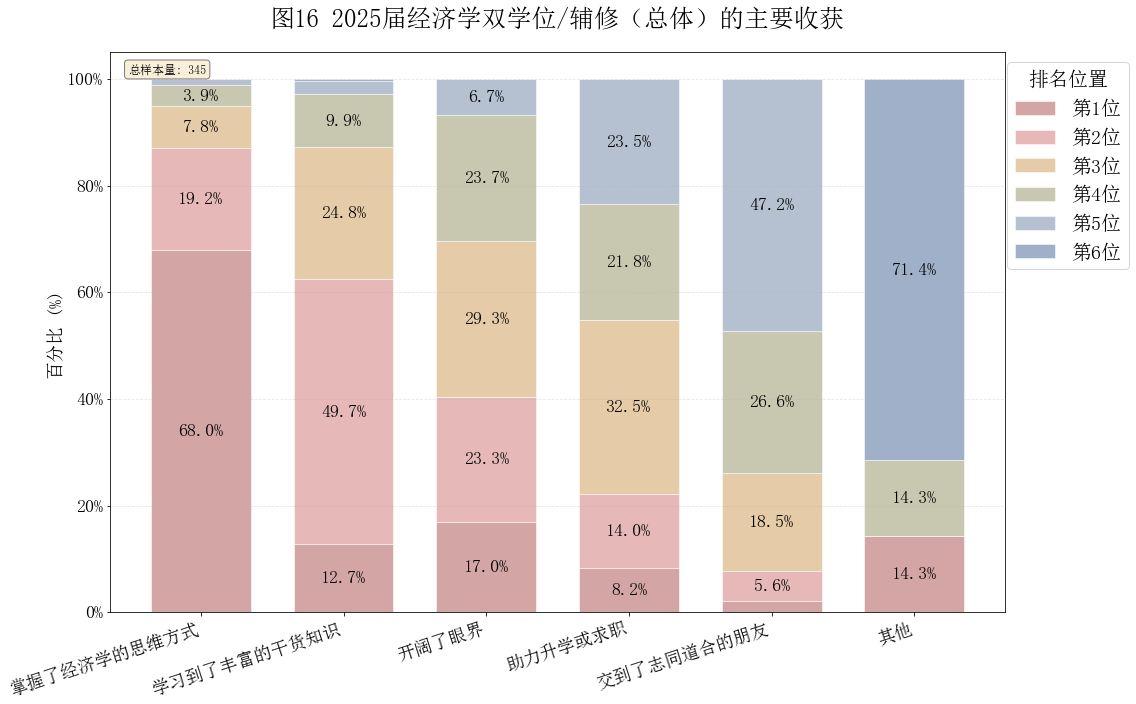 图16 2025届经济学双学位/辅修（总体）的主要收获
总样本量: 345
排名位置
第1位
第2位
第3位
第4位
第5位
第6位
百分比 (%)
100%
80%
60%
40%
20%
0%
3.9%
7.8%
19.2%
68.0%
9.9%
24.8%
49.7%
12.7%
6.7%
23.7%
29.3%
23.3%
17.0%
23.5%
21.8%
32.5%
14.0%
8.2%
47.2%
26.6%
18.5%
5.6%
71.4%
14.3%
14.3%
掌握了经济学的思维方式
学习到了丰富的干货知识
开阔了眼界
助力升学或求职
交到了志同道合的朋友
其他